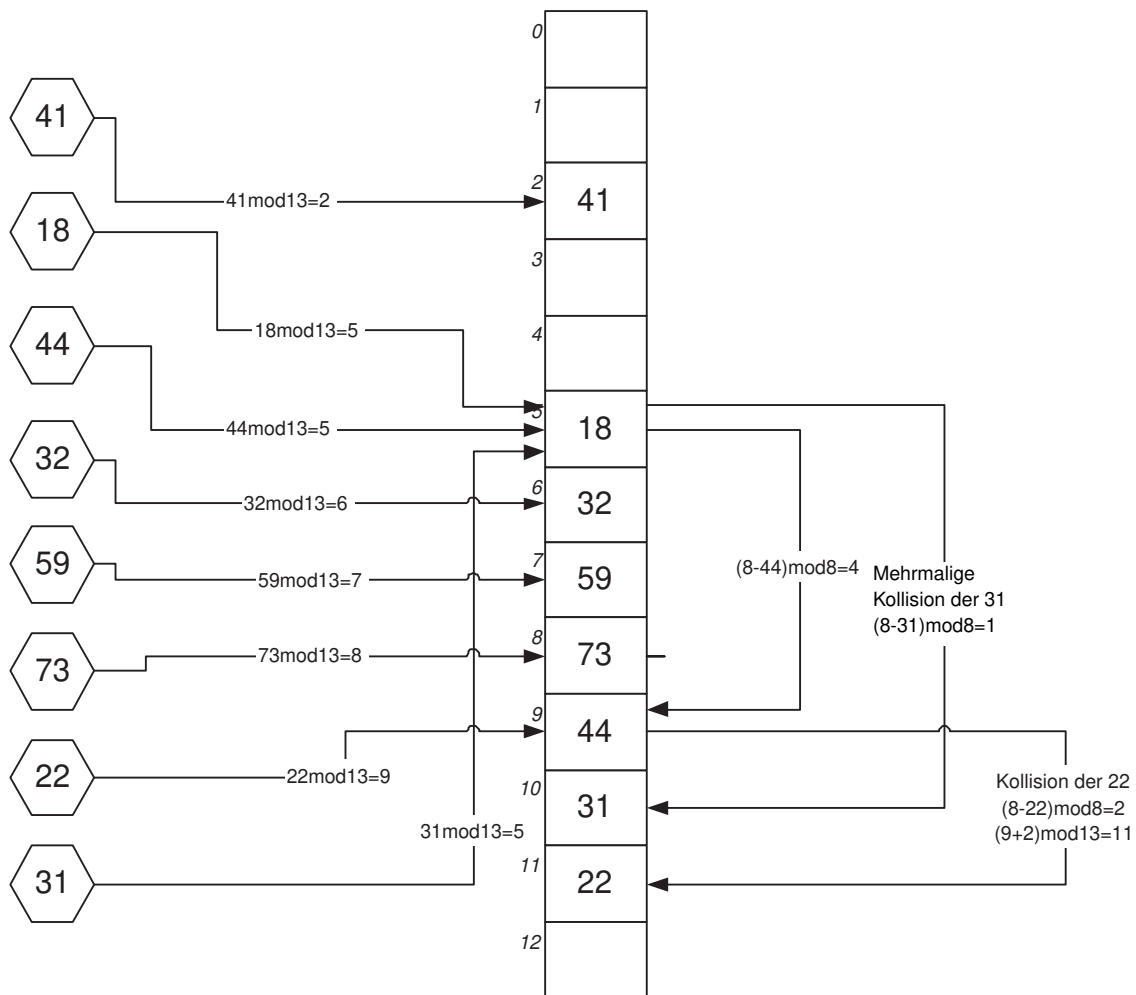 0
1
41
41mod13=2
2
41
18
3
18mod13=5
4
44
44mod13=5
5
18
32
32mod13=6
6
32
(8-44)mod8=4
Mehrmalige
Kollision der 31
(8-31)mod8=1
59
59mod13=7
7
59
73
73mod13=8
8
73
9
44
22
22mod13=9
10
31
Kollision der 22
(8-22)mod8=2
(9+2)mod13=11
31mod13=5
31
11
22
12